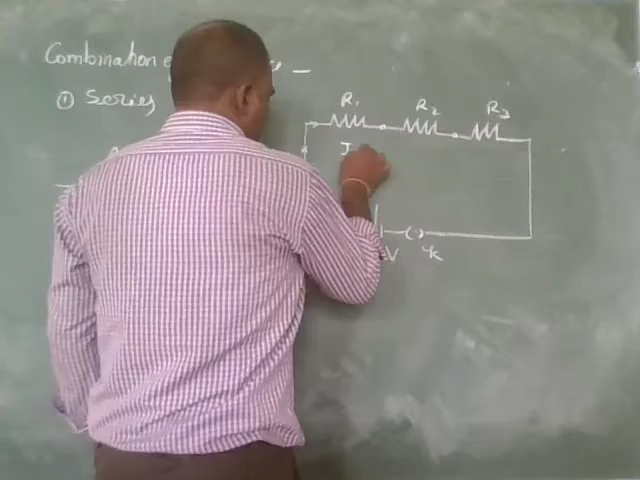 Combination
① Series
R₁ R₂ R₃
I
V K